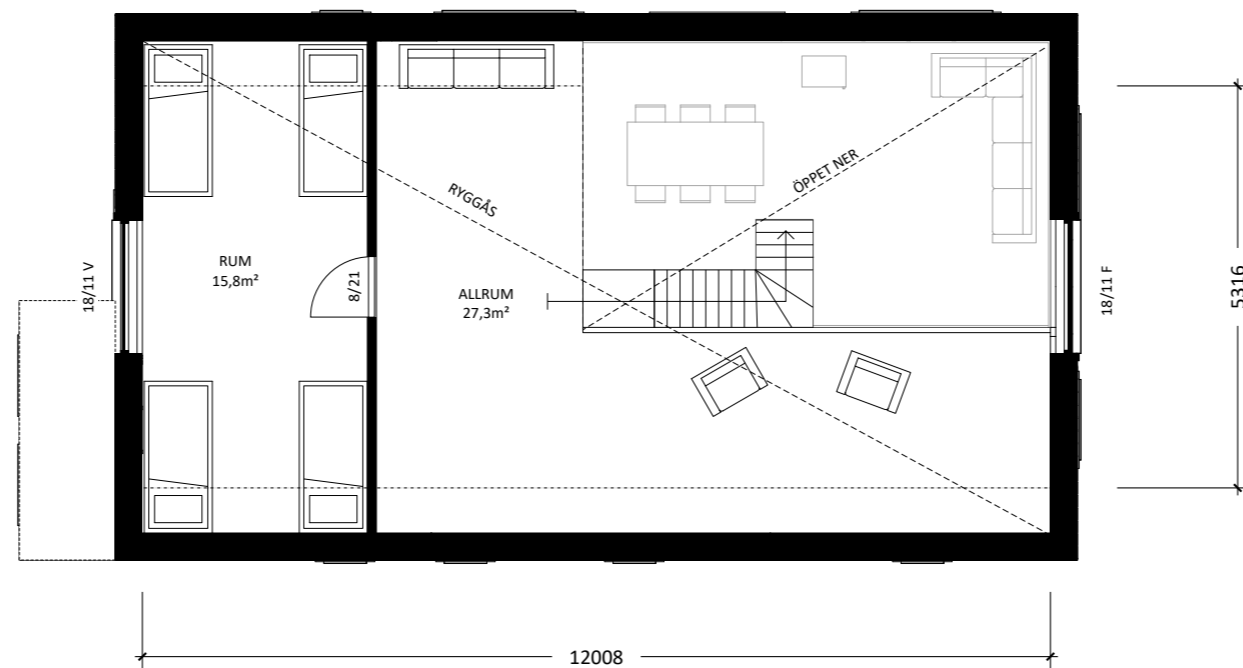 RYGGÅS
ÖPPET NER
RUM
15,8m²
8/21
ALLRUM
27,3m²
18/11 V
18/11 F
5316
12008